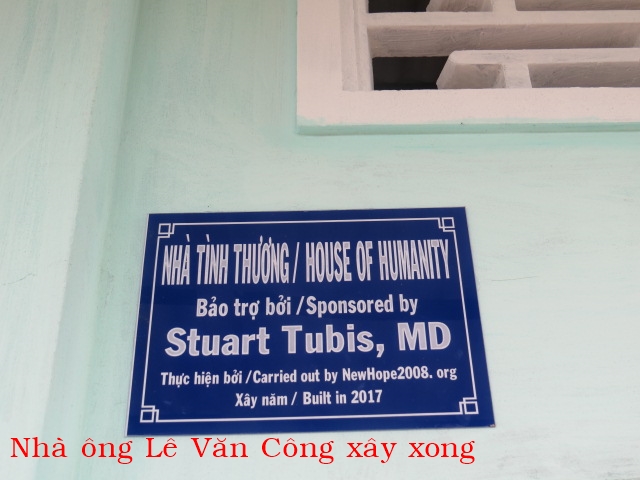 NHÀ TÌNH THƯƠNG / HOUSE OF HUMANITY
Bảo trợ bởi /Sponsored by
Stuart Tubis, MD
Thực hiện bởi /Carried out by NewHope2008. org
Xây năm / Built in 2017
Nhà ông Lê Văn Công xây xong